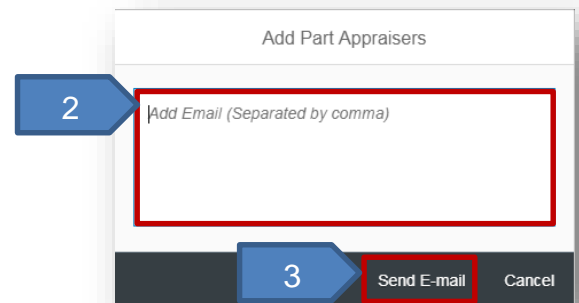 Add Part Appraisers
2
Add Email (Separated by comma)
3
Send E-mail
Cancel